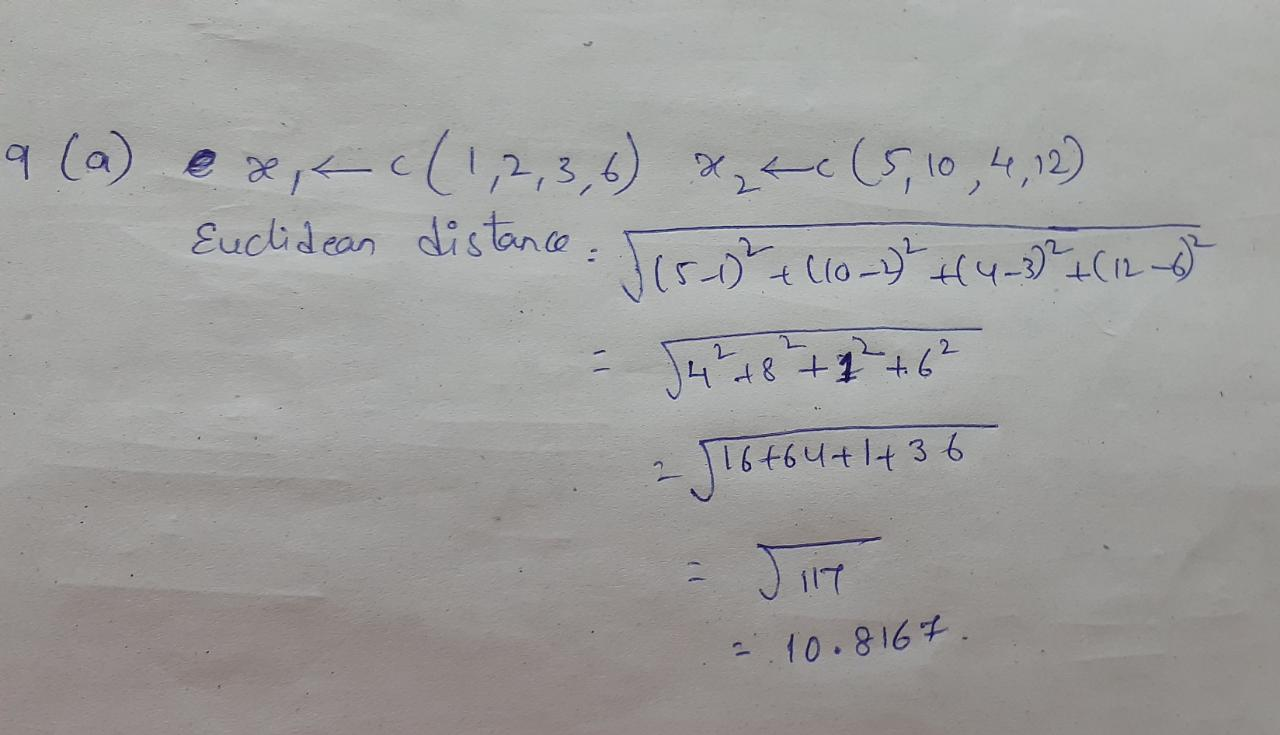 9 (a) x₁ ← c(1,2,3,6) x₂ ← c(5,10,4,12)
Euclidean distance = √((5-1)² + (10-2)² + (4-3)² + (12-6)²)
= √(4² + 8² + 1² + 6²)
= √(16+64+1+36)
= √117
= 10.8167.